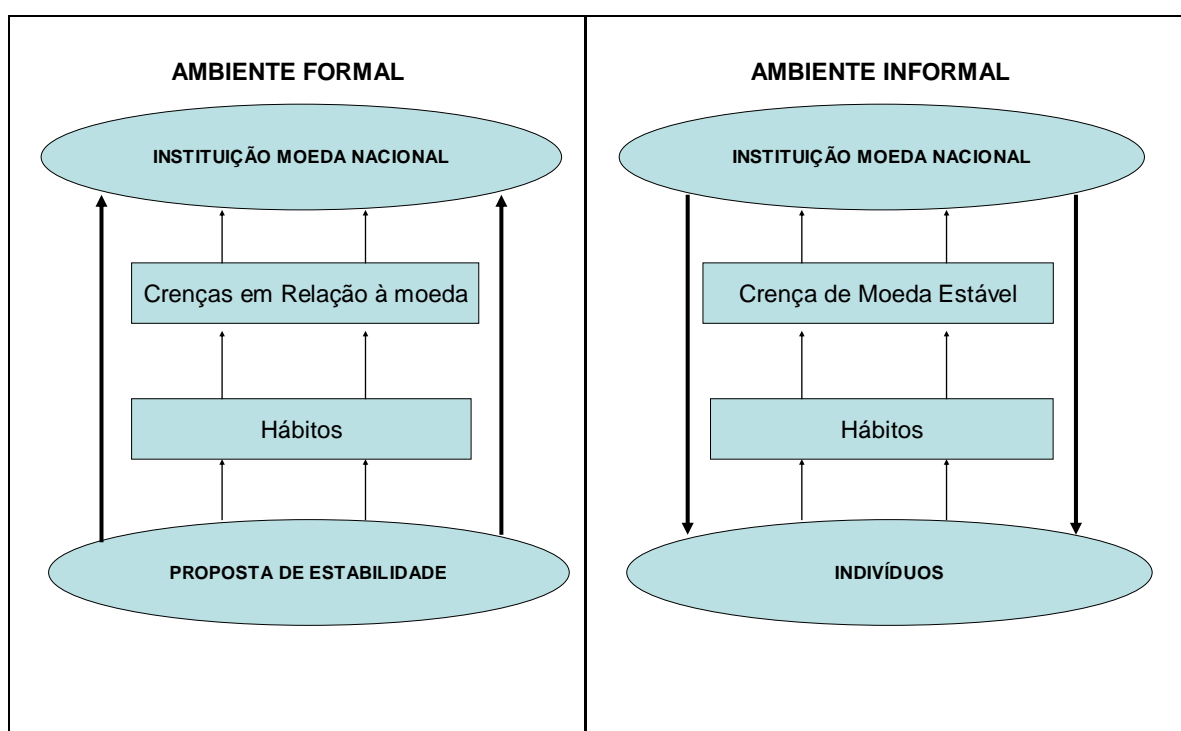 AMBIENTE FORMAL
INSTITUIÇÃO MOEDA NACIONAL
Crenças em Relação à moeda
Hábitos
PROPOSTA DE ESTABILIDADE
AMBIENTE INFORMAL
INSTITUIÇÃO MOEDA NACIONAL
Crença de Moeda Estável
Hábitos
INDIVÍDUOS